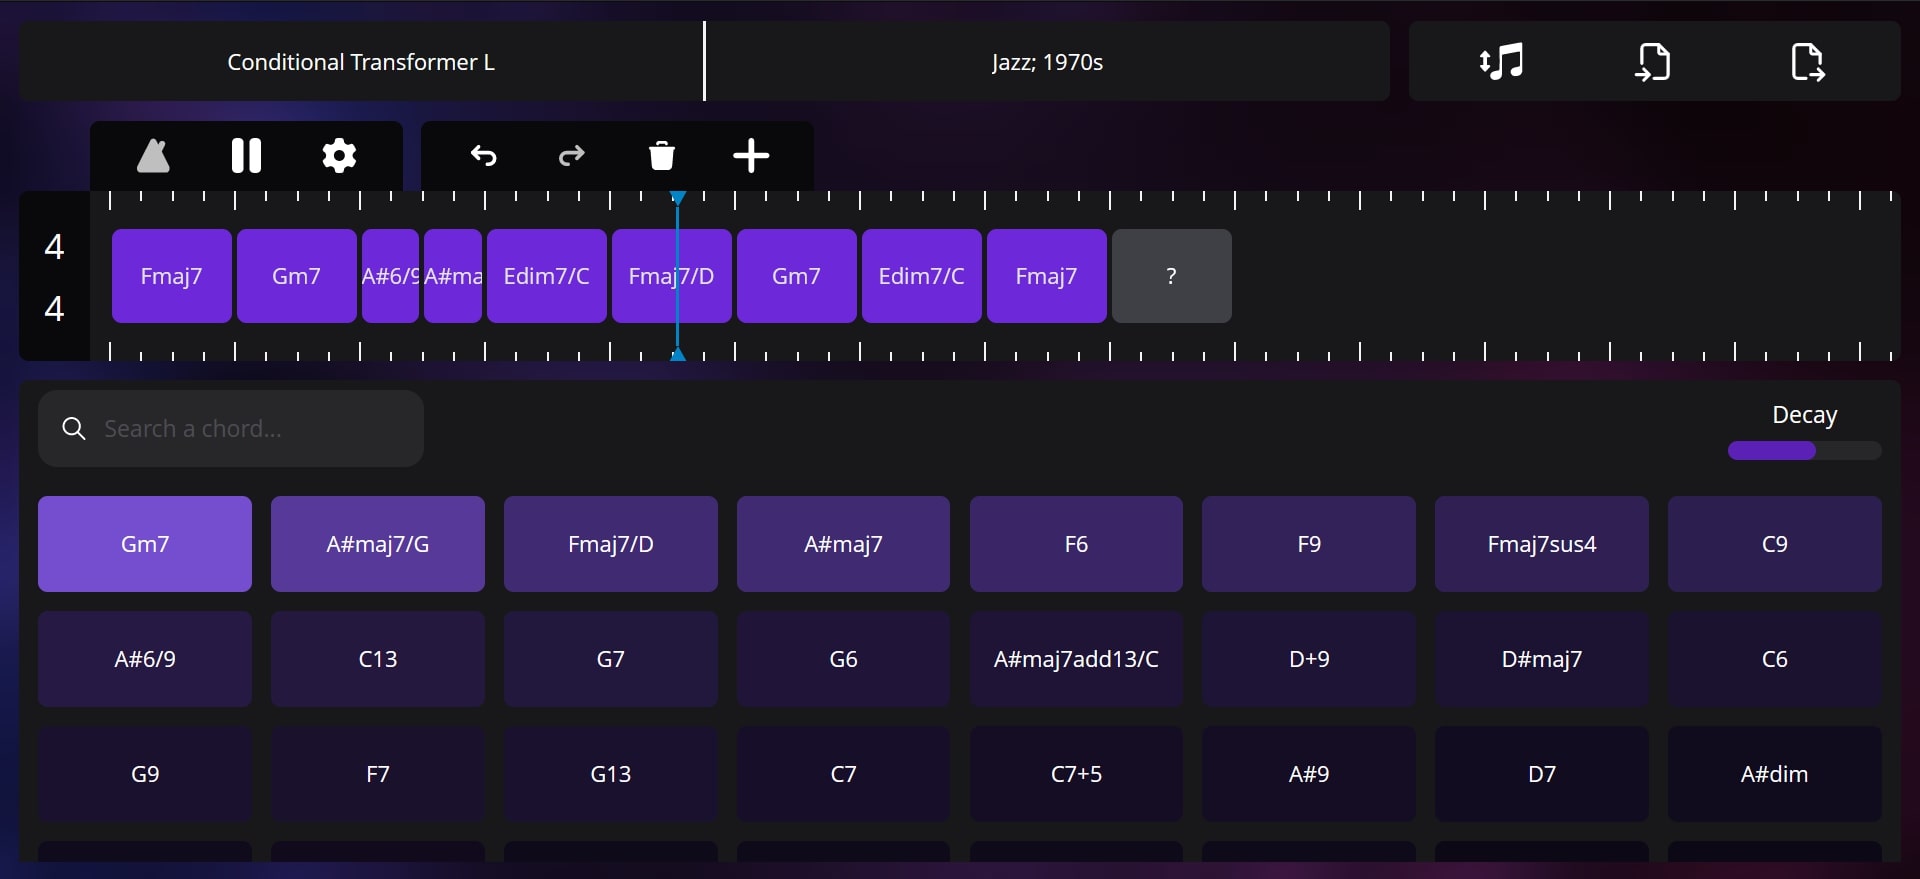 Conditional Transformer L
Jazz; 1970s
4
4
Fmaj7 Gm7 A#6/9 A#ma Edim7/C Fmaj7/D Gm7 Edim7/C Fmaj7 ?
Search a chord...
Decay
Gm7 A#maj7/G Fmaj7/D A#maj7 F6 F9 Fmaj7sus4 C9
A#6/9 C13 G7 G6 A#maj7add13/C D+9 D#maj7 C6
G9 F7 G13 C7 C7+5 A#9 D7 A#dim